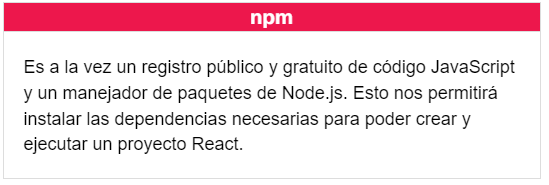 npm
Es a la vez un registro público y gratuito de código JavaScript
y un manejador de paquetes de Node.js. Esto nos permitirá
instalar las dependencias necesarias para poder crear y
ejecutar un proyecto React.